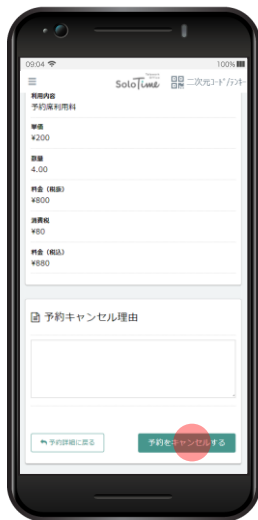 09:04 100%
SoloTime 二次元コード/テンキー
利用内容
予約席利用料
単価
¥200
数量
4.00
料金（税抜）
¥800
消費税
¥80
料金（税込）
¥880
予約キャンセル理由
予約詳細に戻る 予約をキャンセルする